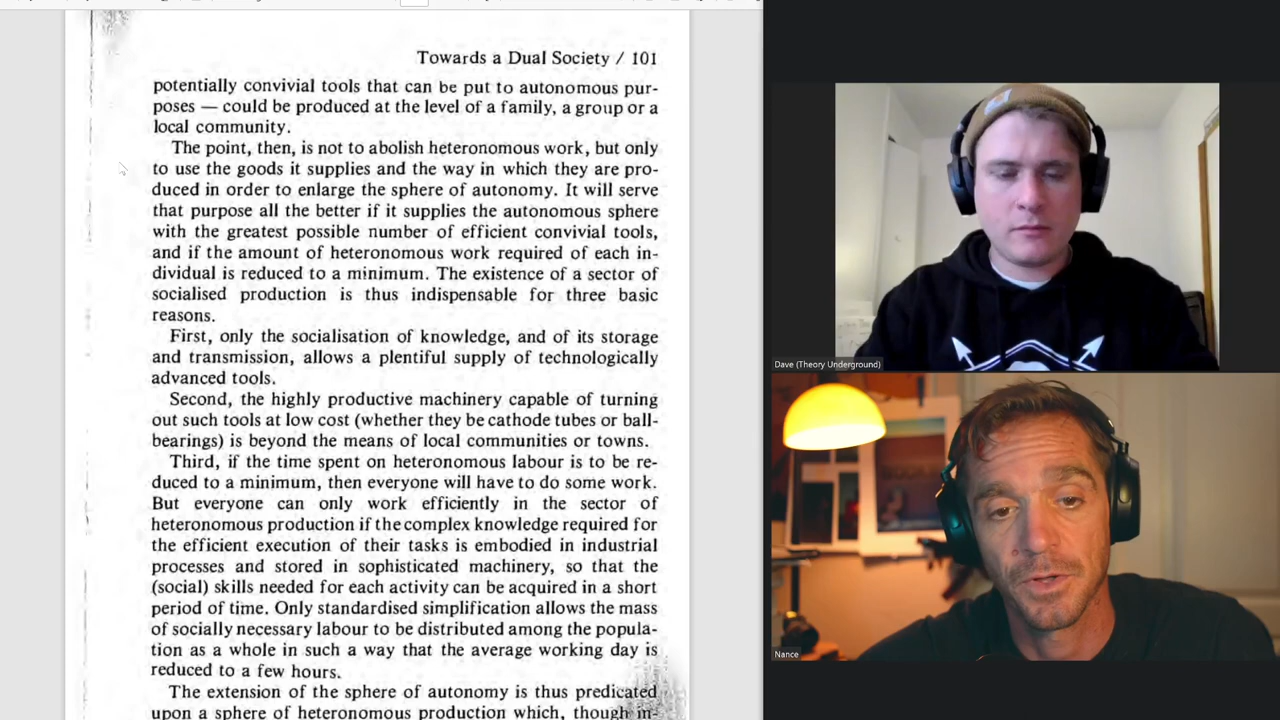 Towards a Dual Society / 101
potentially convivial tools that can be put to autonomous pur-
poses — could be produced at the level of a family, a group or a
local community.
The point, then, is not to abolish heteronomous work, but only
to use the goods it supplies and the way in which they are pro-
duced in order to enlarge the sphere of autonomy. It will serve
that purpose all the better if it supplies the autonomous sphere
with the greatest possible number of efficient convivial tools,
and if the amount of heteronomous work required of each in-
dividual is reduced to a minimum. The existence of a sector of
socialised production is thus indispensable for three basic
reasons.
First, only the socialisation of knowledge, and of its storage
and transmission, allows a plentiful supply of technologically
advanced tools.
Second, the highly productive machinery capable of turning
out such tools at low cost (whether they be cathode tubes or ball-
bearings) is beyond the means of local communities or towns.
Third, if the time spent on heteronomous labour is to be re-
duced to a minimum, then everyone will have to do some work.
But everyone can only work efficiently in the sector of
heteronomous production if the complex knowledge required for
the efficient execution of their tasks is embodied in industrial
processes and stored in sophisticated machinery, so that the
(social) skills needed for each activity can be acquired in a short
period of time. Only standardised simplification allows the mass
of socially necessary labour to be distributed among the popula-
tion as a whole in such a way that the average working day is
reduced to a few hours.
The extension of the sphere of autonomy is thus predicated
upon a sphere of heteronomous production which, though in-
Dave (Theory Underground)
Nance